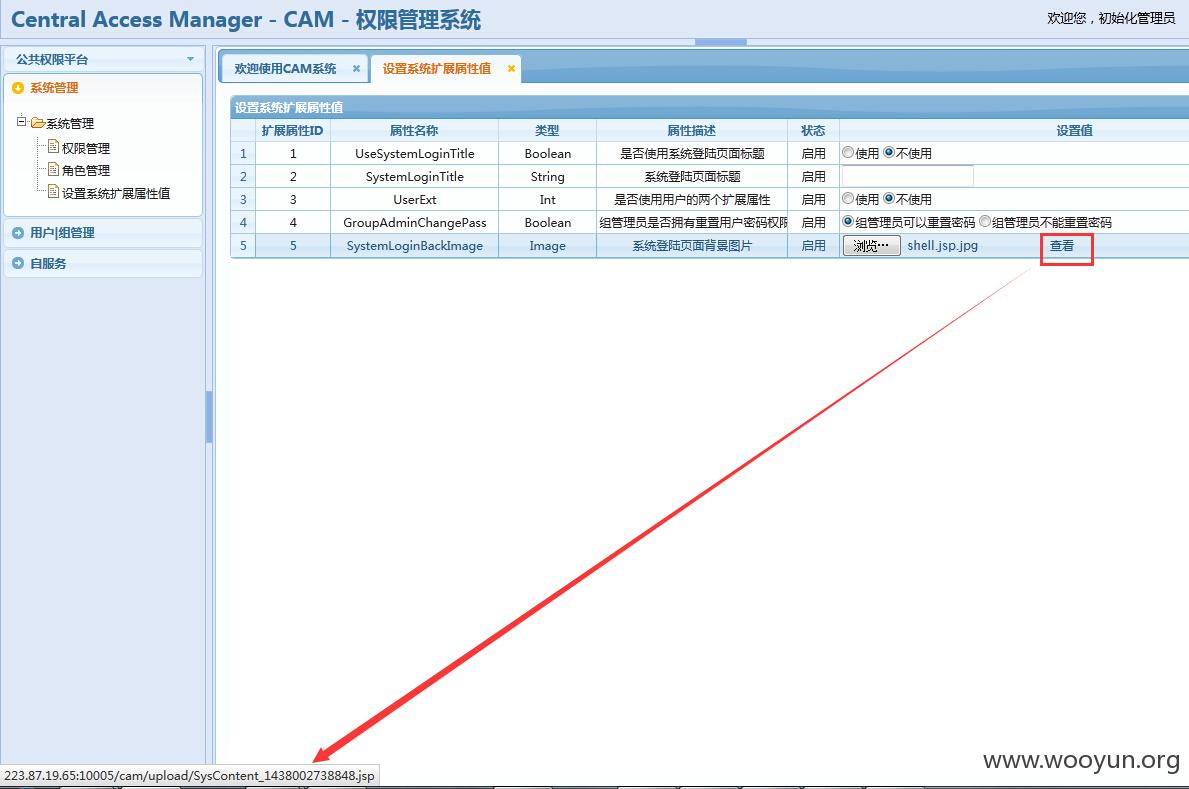 Central Access Manager - CAM - 权限管理系统
欢迎您，初始化管理员
公共权限平台
系统管理
系统管理
权限管理
角色管理
设置系统扩展属性值
用户|组管理
自服务
欢迎使用CAM系统
设置系统扩展属性值
设置系统扩展属性值
扩展属性ID 属性名称 类型 属性描述 状态 设置值
1 1 UseSystemLoginTitle Boolean 是否使用系统登陆页面标题 启用 使用 不使用
2 2 SystemLoginTitle String 系统登陆页面标题 启用
3 3 UserExt Int 是否使用用户的两个扩展属性 启用 使用 不使用
4 4 GroupAdminChangePass Boolean 组管理员是否拥有重置用户密码权限 启用 组管理员可以重置密码 组管理员不能重置密码
5 5 SystemLoginBackImage Image 系统登陆页面背景图片 启用 浏览… shell.jsp.jpg 查看
www.wooyun.org
223.87.19.65:10005/cam/upload/SysContent_1438002738848.jsp